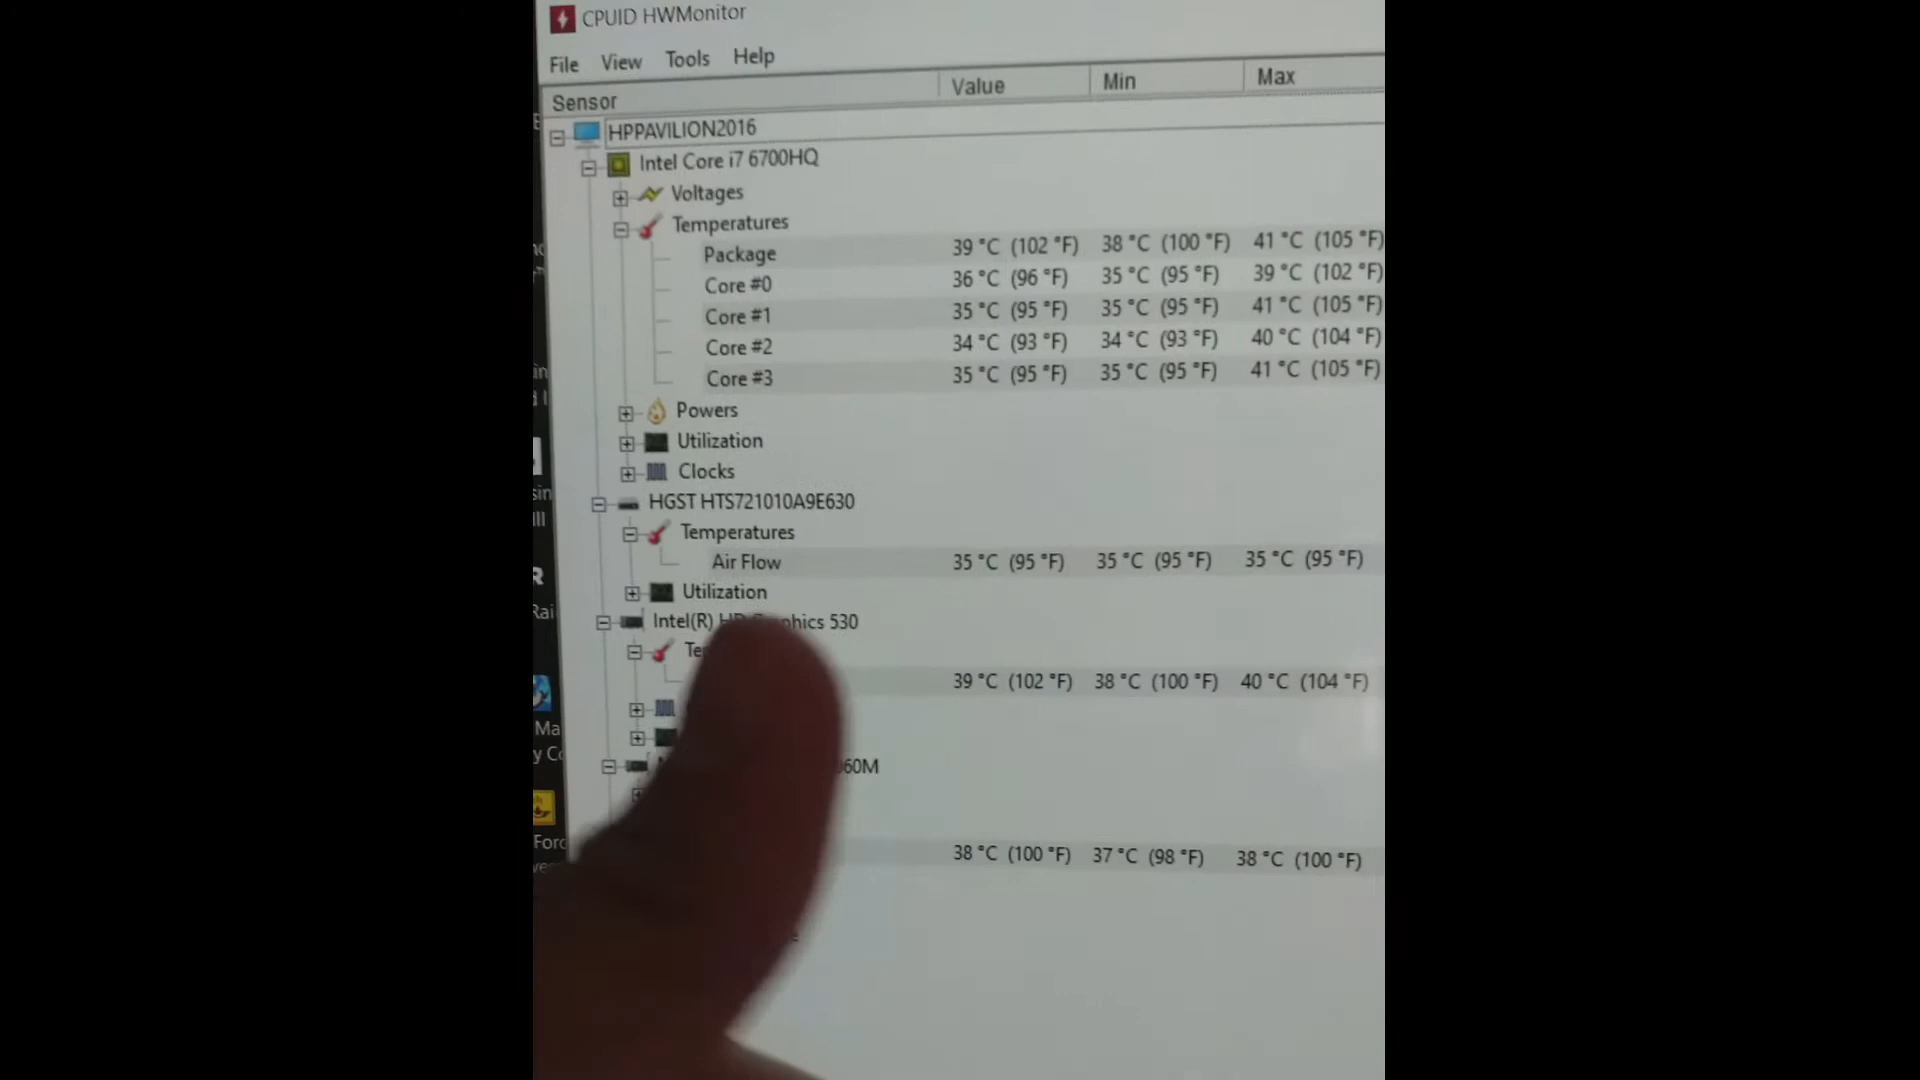 CPUID HWMonitor
File View Tools Help
Sensor Value Min Max
HPPAVILION2016
Intel Core i7 6700HQ
Voltages
Temperatures
Package 39 °C (102 °F) 38 °C (100 °F) 41 °C (105 °F)
Core #0 36 °C (96 °F) 35 °C (95 °F) 39 °C (102 °F)
Core #1 35 °C (95 °F) 35 °C (95 °F) 41 °C (105 °F)
Core #2 34 °C (93 °F) 34 °C (93 °F) 40 °C (104 °F)
Core #3 35 °C (95 °F) 35 °C (95 °F) 41 °C (105 °F)
Powers
Utilization
Clocks
HGST HTS721010A9E630
Temperatures
Air Flow 35 °C (95 °F) 35 °C (95 °F) 35 °C (95 °F)
Utilization
Intel(R) 530
39 °C (102 °F) 38 °C (100 °F) 40 °C (104 °F)
60M
38 °C (100 °F) 37 °C (98 °F) 38 °C (100 °F)